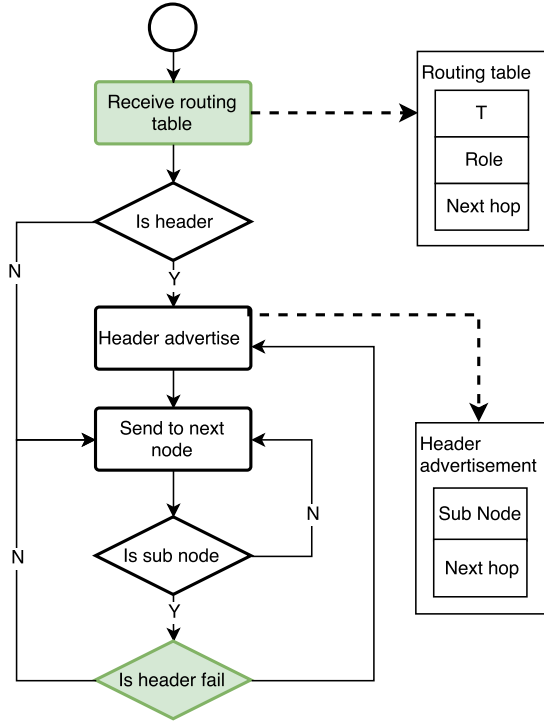 Receive routing
table
Routing table
T
Role
Next hop
Is header
N
Y
Header advertise
Send to next
node
Header
advertisement
Sub Node
Next hop
N
Is sub node
N
Y
Is header fail